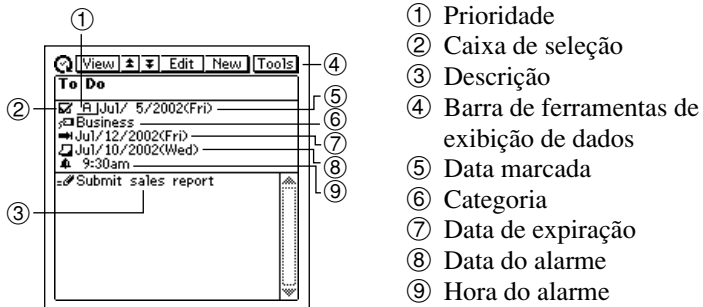 ①
View Edit New Tools
④
To Do
② A Jul/ 5/2002(Fri) ⑤
Business ⑥
Jul/12/2002(Fri) ⑦
Jul/10/2002(Wed) ⑧
9:30am ⑨
Submit sales report
③
① Prioridade
② Caixa de seleção
③ Descrição
④ Barra de ferramentas de
exibição de dados
⑤ Data marcada
⑥ Categoria
⑦ Data de expiração
⑧ Data do alarme
⑨ Hora do alarme